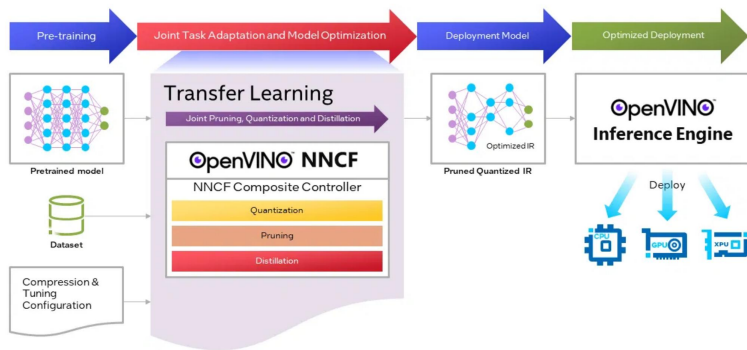 Pre-training
Joint Task Adaptation and Model Optimization
Deployment Model
Optimized Deployment
Transfer Learning
Joint Pruning, Quantization and Distillation
OpenVINO™ NNCF
NNCF Composite Controller
Quantization
Pruning
Distillation
Pretrained model
Dataset
Compression &
Tuning
Configuration
Optimized IR
Pruned Quantized IR
OpenVINO™
Inference Engine
Deploy
CPU
GPU
XPU